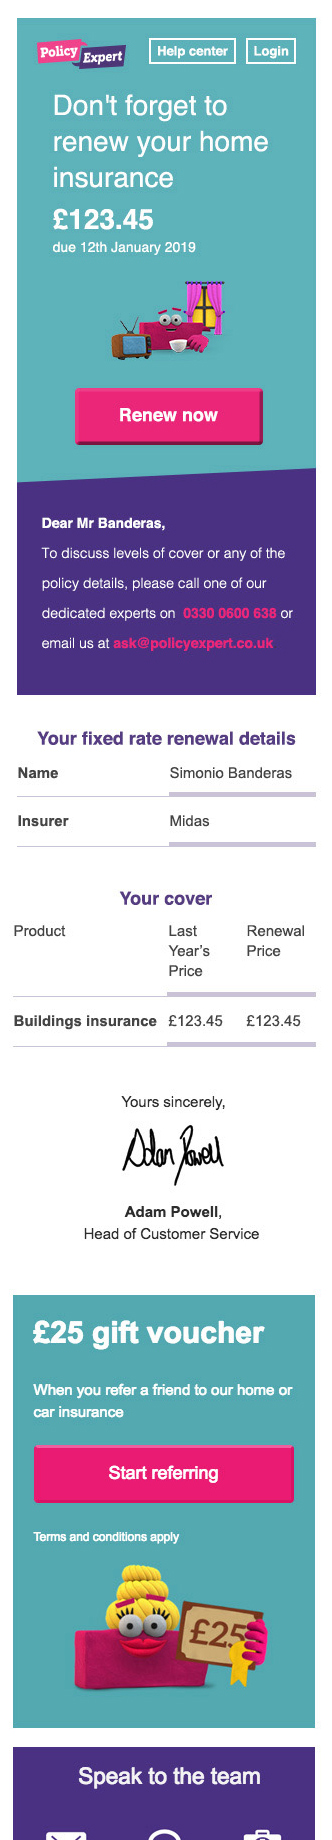 Policy
Expert
Help center
Login
Don't forget to
renew your home
insurance
£123.45
due 12th January 2019
Renew now
Dear Mr Banderas,
To discuss levels of cover or any of the
policy details, please call one of our
dedicated experts on 0330 0600 638 or
email us at ask@policyexpert.co.uk
Your fixed rate renewal details
Name Simonio Banderas
Insurer Midas
Your cover
Product Last Renewal
Year's Price
Price
Buildings insurance £123.45 £123.45
Yours sincerely,
Adam Powell
Adam Powell,
Head of Customer Service
£25 gift voucher
When you refer a friend to our home or
car insurance
Start referring
Terms and conditions apply
£25
Speak to the team